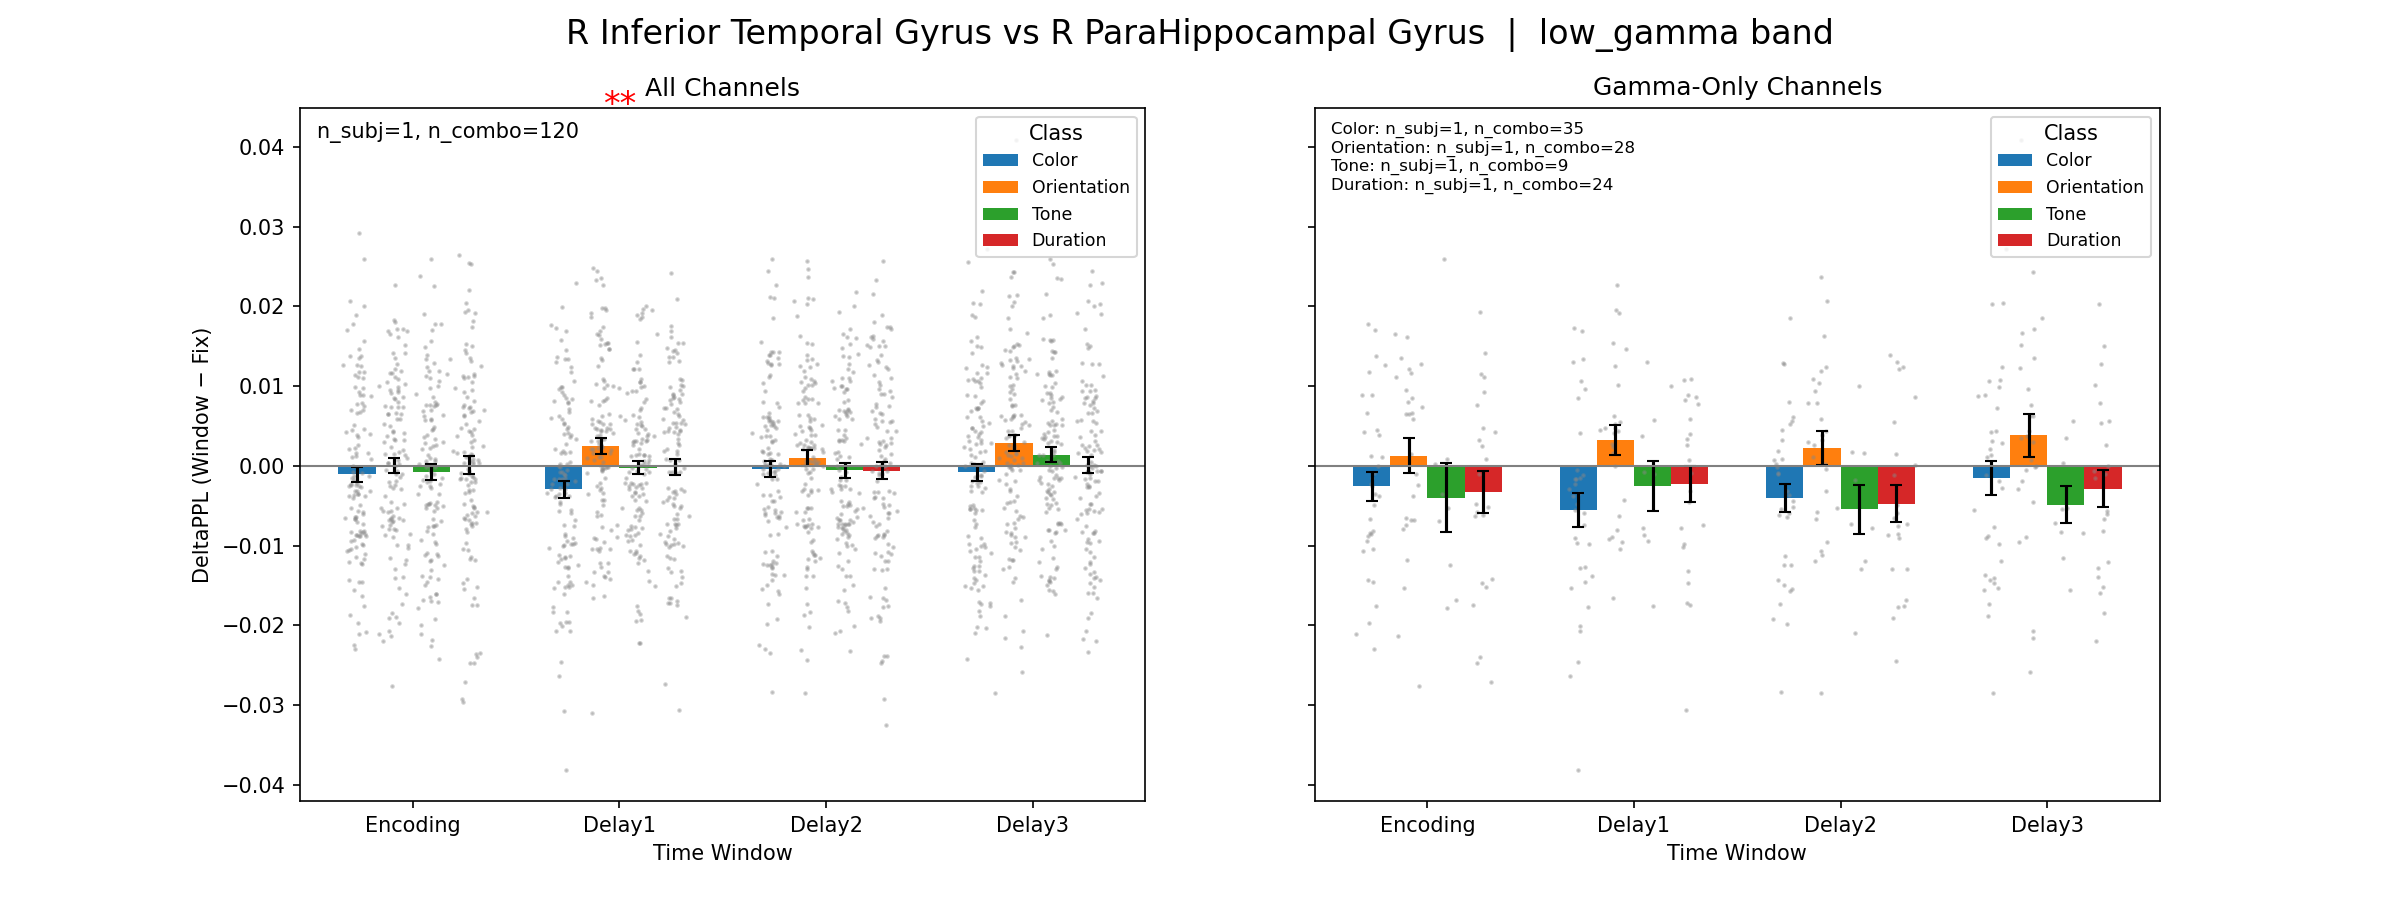 R Inferior Temporal Gyrus vs R ParaHippocampal Gyrus | low_gamma band
All Channels
**
n_subj=1, n_combo=120
Class
Color
Orientation
Tone
Duration
0.04
0.03
0.02
0.01
0.00
−0.01
−0.02
−0.03
−0.04
DeltaPPL (Window − Fix)
Encoding
Delay1
Delay2
Delay3
Time Window
Gamma-Only Channels
Color: n_subj=1, n_combo=35
Orientation: n_subj=1, n_combo=28
Tone: n_subj=1, n_combo=9
Duration: n_subj=1, n_combo=24
Class
Color
Orientation
Tone
Duration
Encoding
Delay1
Delay2
Delay3
Time Window